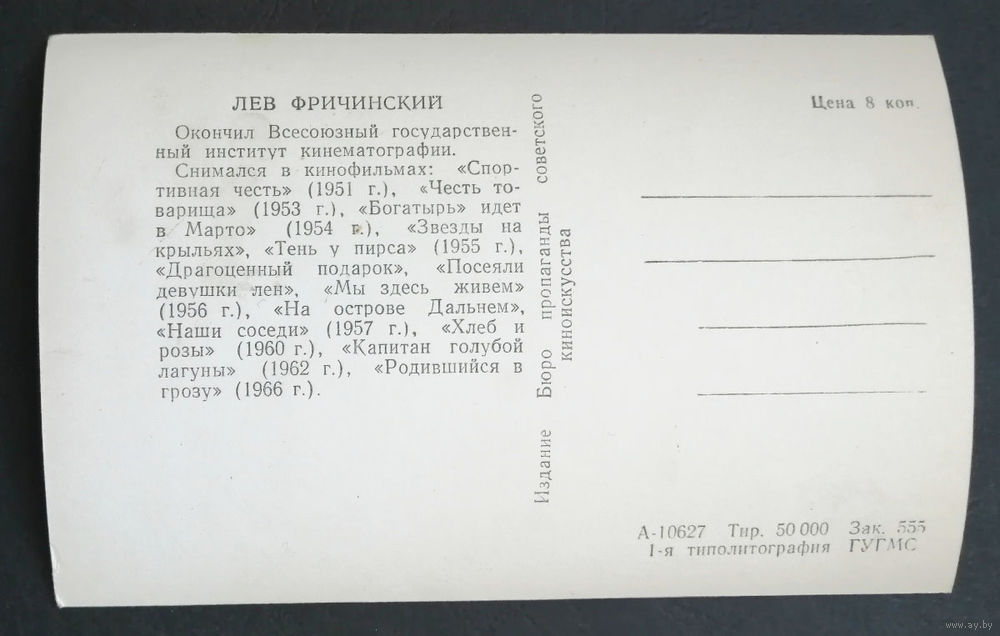 ЛЕВ ФРИЧИНСКИЙ
Окончил Всесоюзный государствен-
ный институт кинематографии.
Снимался в кинофильмах: «Спор-
тивная честь» (1951 г.), «Честь то-
варища» (1953 г.), «Богатырь» идет
в Марто» (1954 г.), «Звезды на
крыльях», «Тень у пирса» (1955 г.),
«Драгоценный подарок», «Посеяли
девушки лен», «Мы здесь живем»
(1956 г.), «На острове Дальнем»,
«Наши соседи» (1957 г.), «Хлеб и
розы» (1960 г.), «Капитан голубой
лагуны» (1962 г.), «Родившийся в
грозу» (1966 г.).
Издание Бюро пропаганды советского
киноискусства
Цена 8 коп.
А-10627 Тир. 50 000 Зак. 555
1-я типолитография ГУГМС
www.ay.by